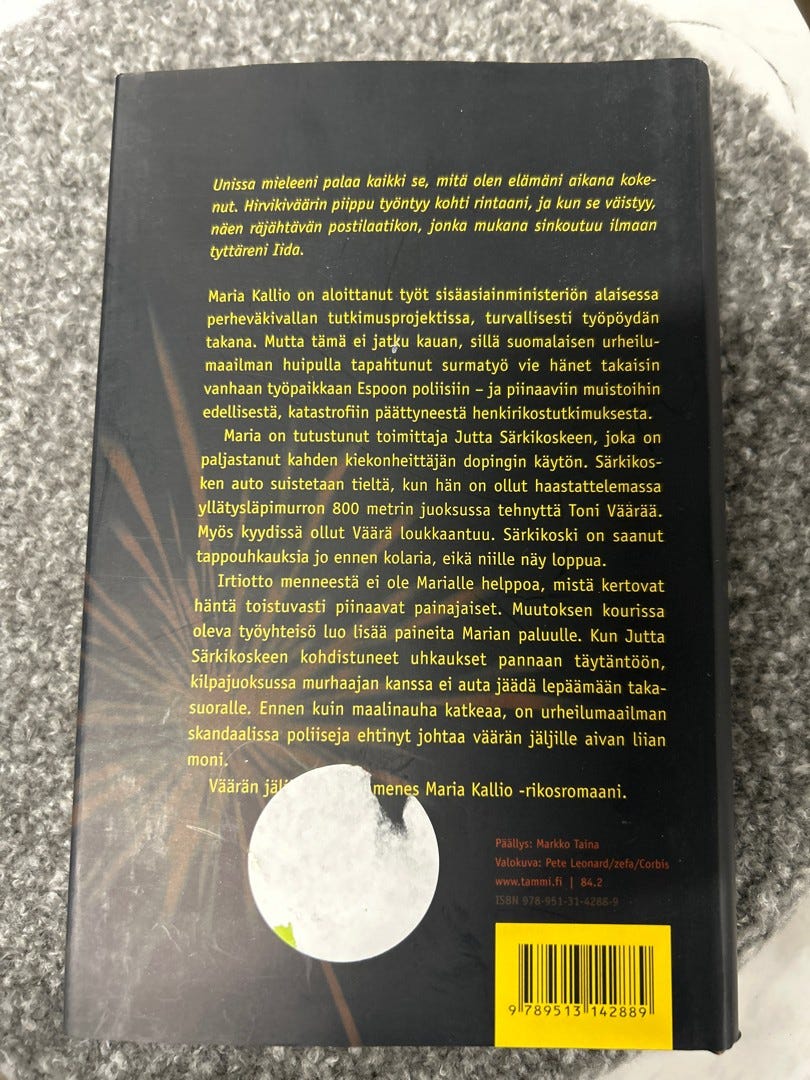 Unissa mieleeni palaa kaikki se, mitä olen elämäni aikana koke-
nut. Hirvikiväärin piippu työntyy kohti rintaani, ja kun se väistyy,
näen räjähtävän postilaatikon, jonka mukana sinkoutuu ilmaan
tyttäreni Iida.
Maria Kallio on aloittanut työt sisäasiainministeriön alaisessa
perheväkivallan tutkimusprojektissa, turvallisesti työpöydän
takana. Mutta tämä ei jatku kauan, sillä suomalaisen urheilu-
maailman huipulla tapahtunut surmatyö vie hänet takaisin
vanhaan työpaikkaan Espoon poliisiin – ja piinaaviin muistoihin
edellisestä, katastrofiin päättyneestä henkirikostutkimuksesta.
Maria on tutustunut toimittaja Jutta Särkikoskeen, joka on
paljastanut kahden kiekonheittäjän dopingin käytön. Särkikos-
ken auto suistetaan tieltä, kun hän on ollut haastattelemassa
yllätysläpimurron 800 metrin juoksussa tehnyttä Toni Väärää.
Myös kyydissä ollut Väärä loukkaantuu. Särkikoski on saanut
tappouhkauksia jo ennen kolaria, eikä niille näy loppua.
Irtiotto menneestä ei ole Marialle helppoa, mistä kertovat
häntä toistuvasti piinaavat painajaiset. Muutoksen kourissa
oleva työyhteisö luo lisää paineita Marian paluulle. Kun Jutta
Särkikoskeen kohdistuneet uhkaukset pannaan täytäntöön,
kilpajuoksussa murhaajan kanssa ei auta jäädä lepäämään taka-
suoralle. Ennen kuin maalinauha katkeaa, on urheilumaailman
skandaalissa poliiseja ehtinyt johtaa väärän jäljille aivan liian
moni.
Väärän menes Maria Kallio -rikosromaani.
Päällys: Markko Taina
Valokuva: Pete Leonard/zefa/Corbis
www.tammi.fi | 84.2
ISBN 978-951-31-4288-9
9 789513 142889